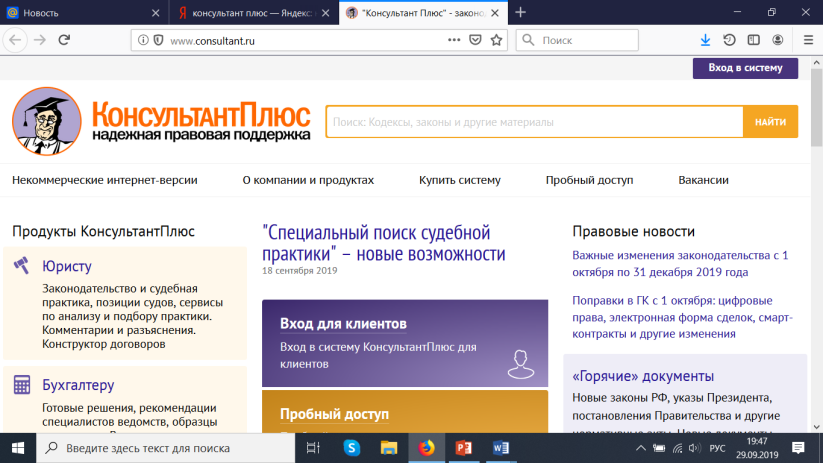 Новость
консультант плюс — Яндекс:
"Консультант Плюс" - законо
www.consultant.ru
Поиск
Вход в систему
КонсультантПлюс
надежная правовая поддержка
Поиск: Кодексы, законы и другие материалы
НАЙТИ
Некоммерческие интернет-версии
О компании и продуктах
Купить систему
Пробный доступ
Вакансии
Продукты КонсультантПлюс
Юристу
Законодательство и судебная
практика, позиции судов, сервисы
по анализу и подбору практики.
Комментарии и разъяснения.
Конструктор договоров
Бухгалтеру
Готовые решения, рекомендации
специалистов ведомств, образцы
"Специальный поиск судебной
практики" – новые возможности
18 сентября 2019
Вход для клиентов
Вход в систему КонсультантПлюс для
клиентов
Пробный доступ
Правовые новости
Важные изменения законодательства с 1
октября по 31 декабря 2019 года
Поправки в ГК с 1 октября: цифровые
права, электронная форма сделок, смарт-
контракты и другие изменения
«Горячие» документы
Новые законы РФ, указы Президента,
постановления Правительства и другие
нормативные акты. Новые документы
Введите здесь текст для поиска
РУС
19:47
29.09.2019